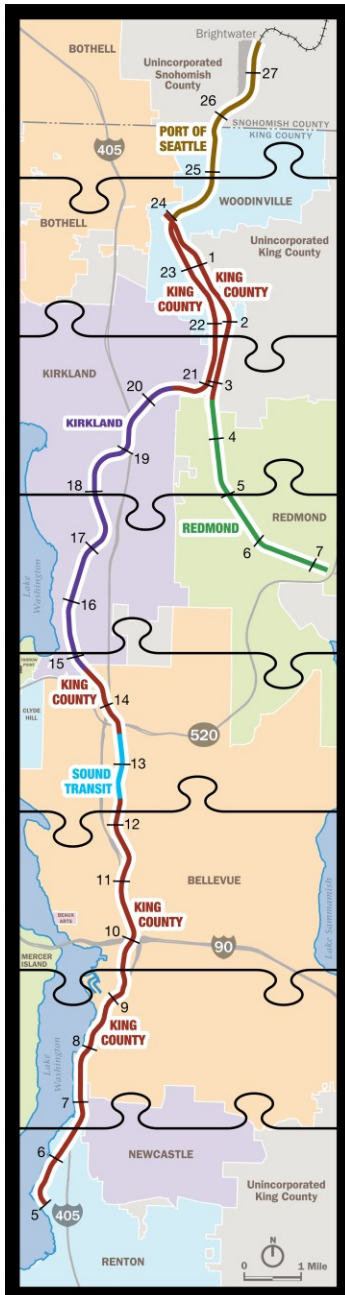 Brightwater
BOTHELL
Unincorporated
Snohomish
County
27
26
SNOHOMISH COUNTY
KING COUNTY
PORT OF
SEATTLE
405
25
WOODINVILLE
24
BOTHELL
Unincorporated
King County
1
23
KING
COUNTY
KING
COUNTY
22
2
KIRKLAND
21
3
20
KIRKLAND
4
19
18
5
REDMOND
REDMOND
17
6
7
Lake
Washington
16
15
KING
COUNTY
14
CLYDE
HILL
520
13
SOUND
TRANSIT
12
11
BELLEVUE
KING
COUNTY
BEAUX
ARTS
10
90
MERCER
ISLAND
Lake Sammamish
9
KING
COUNTY
8
Lake
Washington
7
6
NEWCASTLE
5
405
Unincorporated
King County
RENTON
N
0 1 Mile